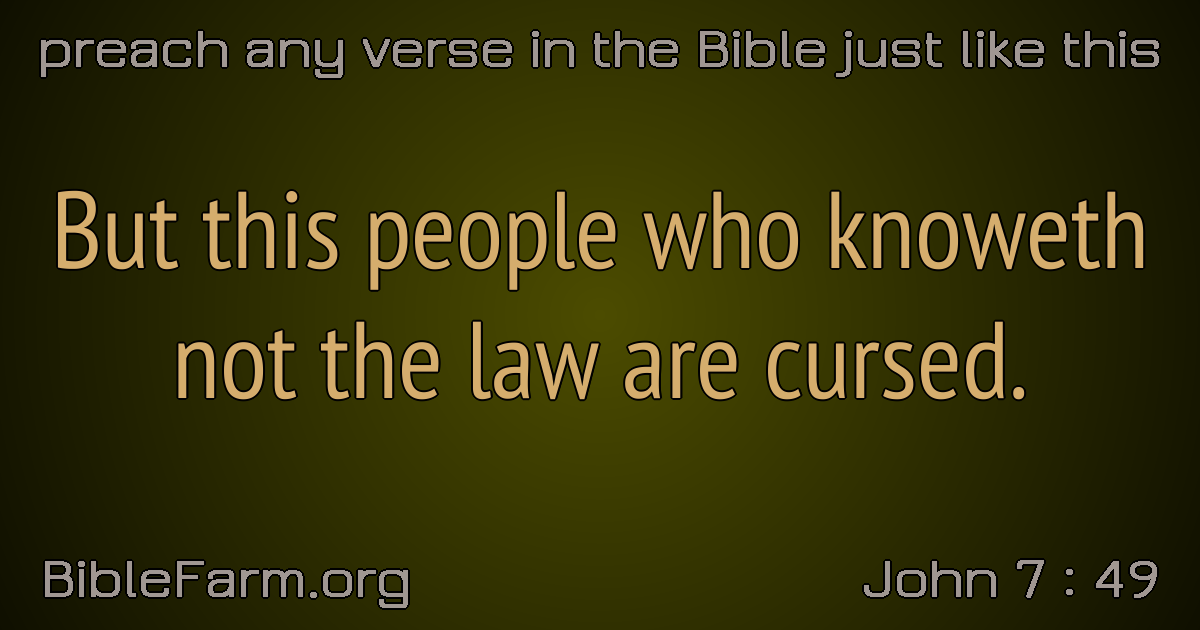 preach any verse in the Bible just like this
But this people who knoweth
not the law are cursed.
BibleFarm.org
John 7 : 49